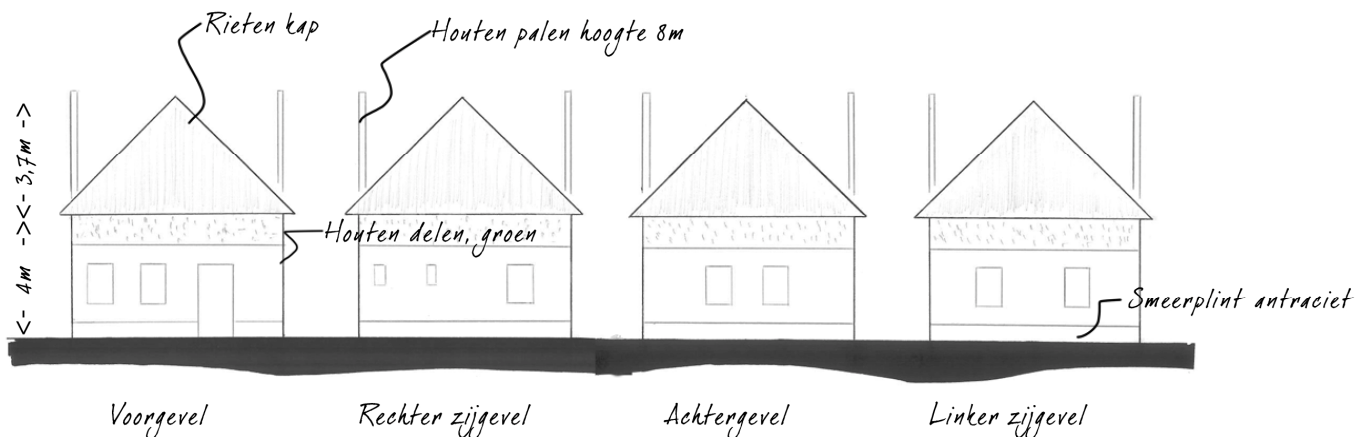 Rieten kap
Houten palen hoogte 8m
<- 4m -><- 3,7m ->
Houten delen, groen
Smeerplint antraciet
Voorgevel
Rechter zijgevel
Achtergevel
Linker zijgevel